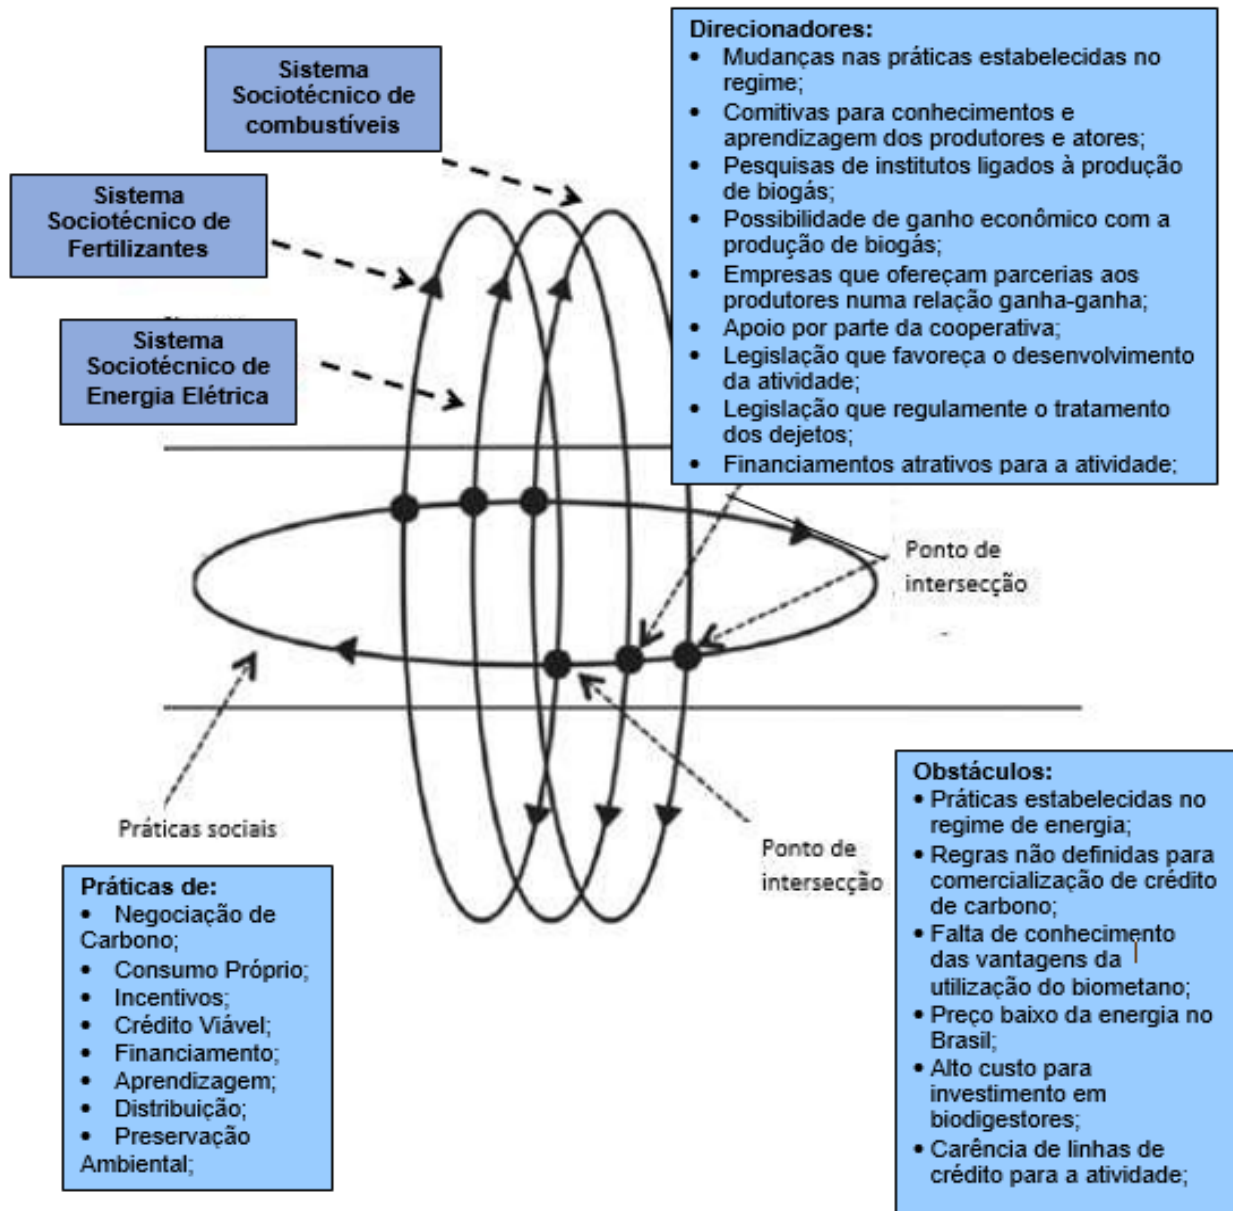 Sistema
Sociotécnico de
combustíveis
Sistema
Sociotécnico de
Fertilizantes
Sistema
Sociotécnico de
Energia Elétrica
Direcionadores:
• Mudanças nas práticas estabelecidas no
regime;
• Comitivas para conhecimentos e
aprendizagem dos produtores e atores;
• Pesquisas de institutos ligados à produção
de biogás;
• Possibilidade de ganho econômico com a
produção de biogás;
• Empresas que ofereçam parcerias aos
produtores numa relação ganha-ganha;
• Apoio por parte da cooperativa;
• Legislação que favoreça o desenvolvimento
da atividade;
• Legislação que regulamente o tratamento
dos dejetos;
• Financiamentos atrativos para a atividade;
Ponto de
intersecção
Práticas sociais
Ponto de
intersecção
Práticas de:
• Negociação de
Carbono;
• Consumo Próprio;
• Incentivos;
• Crédito Viável;
• Financiamento;
• Aprendizagem;
• Distribuição;
• Preservação
Ambiental;
Obstáculos:
• Práticas estabelecidas no
regime de energia;
• Regras não definidas para
comercialização de crédito
de carbono;
• Falta de conhecimento
das vantagens da
utilização do biometano;
• Preço baixo da energia no
Brasil;
• Alto custo para
investimento em
biodigestores;
• Carência de linhas de
crédito para a atividade;